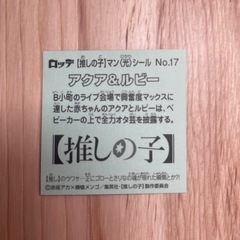 ロッテ 【推しの子】マン(光)シール No.17
アクア&ルビー
B小町のライブ会場で興奮度マックスに
達した赤ちゃんのアクアとルビーは、ベ
ビーカーの上で全力オタ芸を披露する。
【推しの子】
©赤坂アカ×横槍メンゴ/集英社・【推しの子】製作委員会